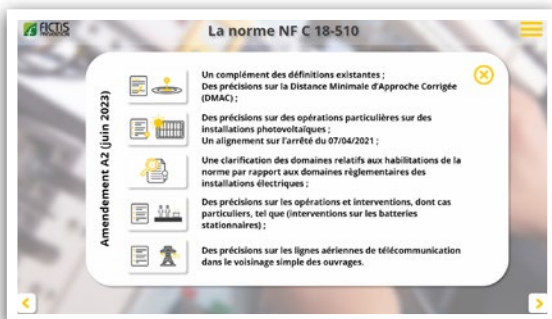 FICTIS
La norme NF C 18-510
Amendement A2 (juin 2023)
Un complément des définitions existantes ;
Des précisions sur la Distance Minimale d'Approche Corrigée
(DMAC) ;
Des précisions sur des opérations particulières sur des
installations photovoltaïques ;
Un alignement sur l'arrêté du 07/04/2021 ;
Une clarification des domaines relatifs aux habilitations de la
norme par rapport aux domaines règlementaires des
installations électriques ;
Des précisions sur les opérations et interventions, dont cas
particuliers, tel que (interventions sur les batteries
stationnaires) ;
Des précisions sur les lignes aériennes de télécommunication
dans le voisinage simple des ouvrages.